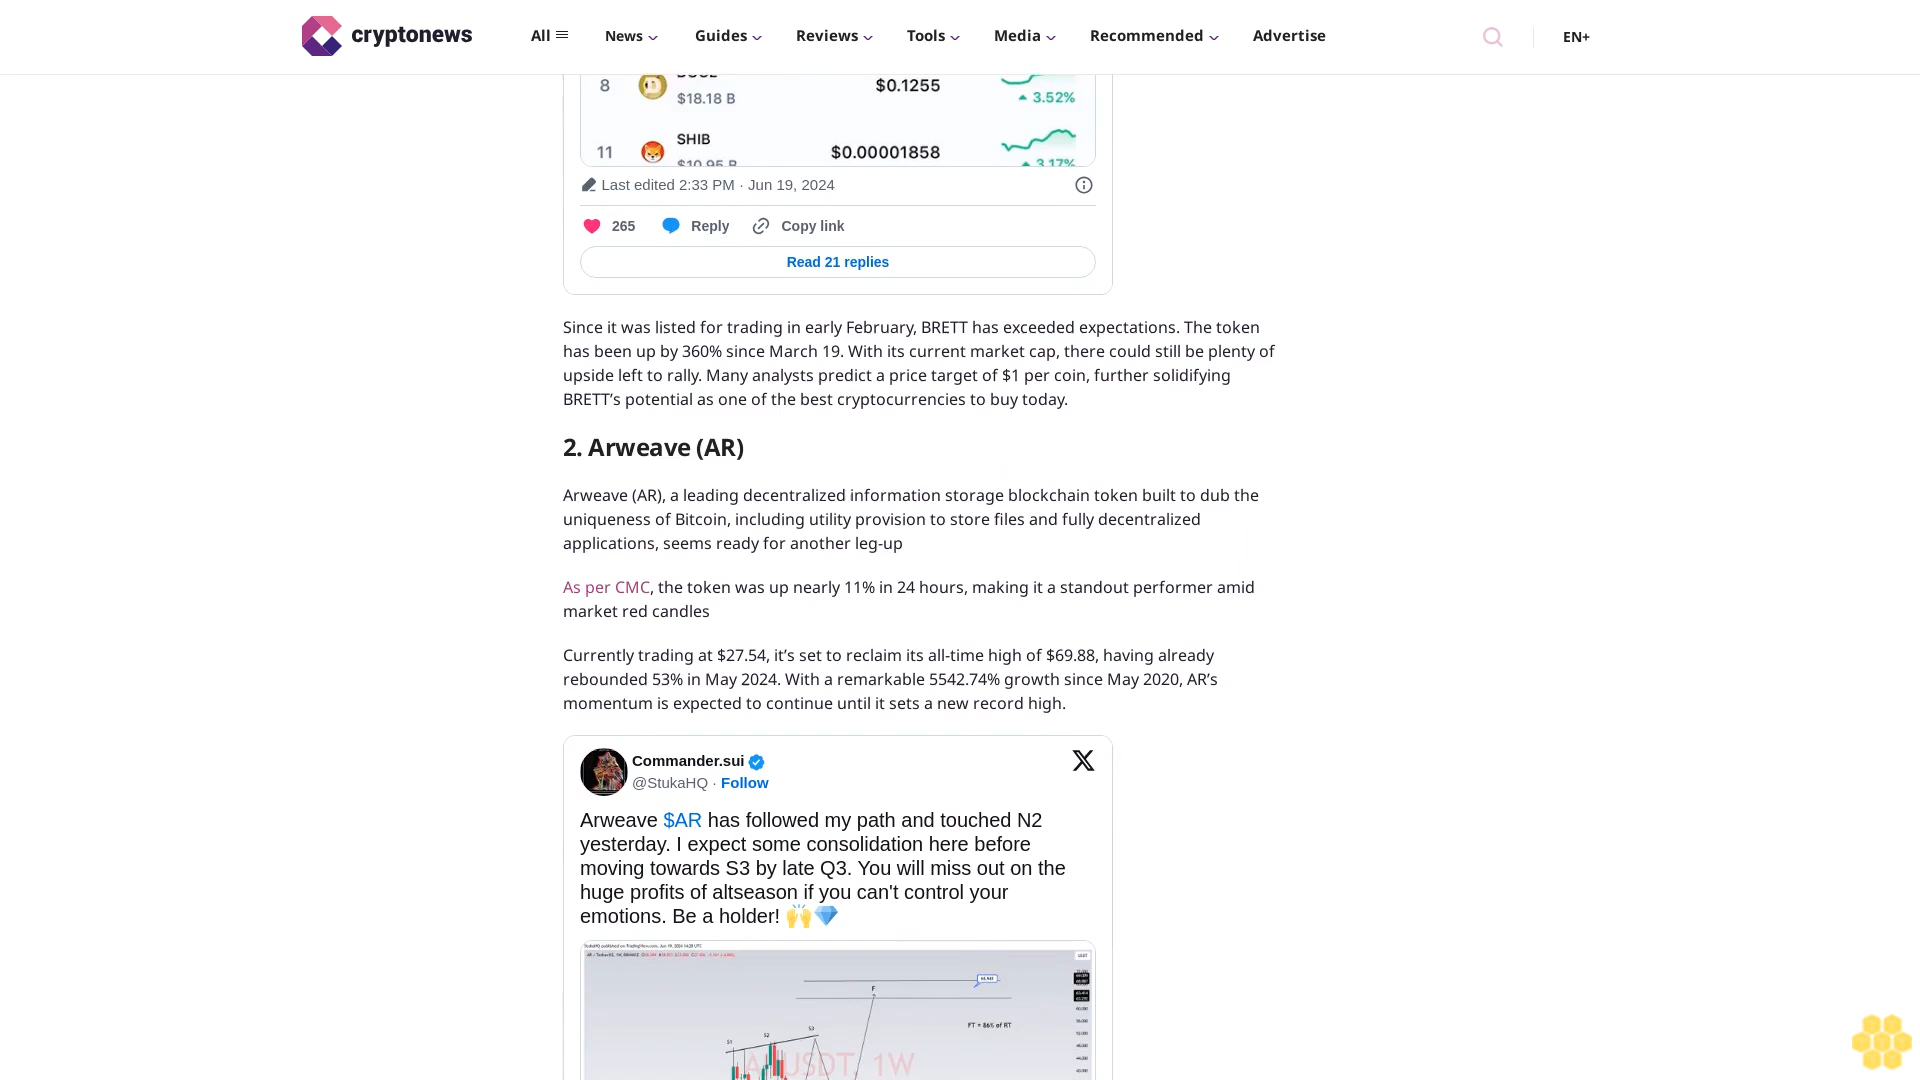 cryptonews
All
News
Guides
Reviews
Tools
Media
Recommended
Advertise
EN+
8
$18.18 B
$0.1255
3.52%
11
SHIB
$10.95 B
$0.00001858
3.17%
Last edited 2:33 PM · Jun 19, 2024
265
Reply
Copy link
Read 21 replies
Since it was listed for trading in early February, BRETT has exceeded expectations. The token
has been up by 360% since March 19. With its current market cap, there could still be plenty of
upside left to rally. Many analysts predict a price target of $1 per coin, further solidifying
BRETT’s potential as one of the best cryptocurrencies to buy today.
2. Arweave (AR)
Arweave (AR), a leading decentralized information storage blockchain token built to dub the
uniqueness of Bitcoin, including utility provision to store files and fully decentralized
applications, seems ready for another leg-up
As per CMC, the token was up nearly 11% in 24 hours, making it a standout performer amid
market red candles
Currently trading at $27.54, it’s set to reclaim its all-time high of $69.88, having already
rebounded 53% in May 2024. With a remarkable 5542.74% growth since May 2020, AR’s
momentum is expected to continue until it sets a new record high.
Commander.sui
@StukaHQ · Follow
Arweave $AR has followed my path and touched N2
yesterday. I expect some consolidation here before
moving towards S3 by late Q3. You will miss out on the
huge profits of altseason if you can't control your
emotions. Be a holder! 🙌💎
F
FT = 86% of RT
S1
S2
S3
1W